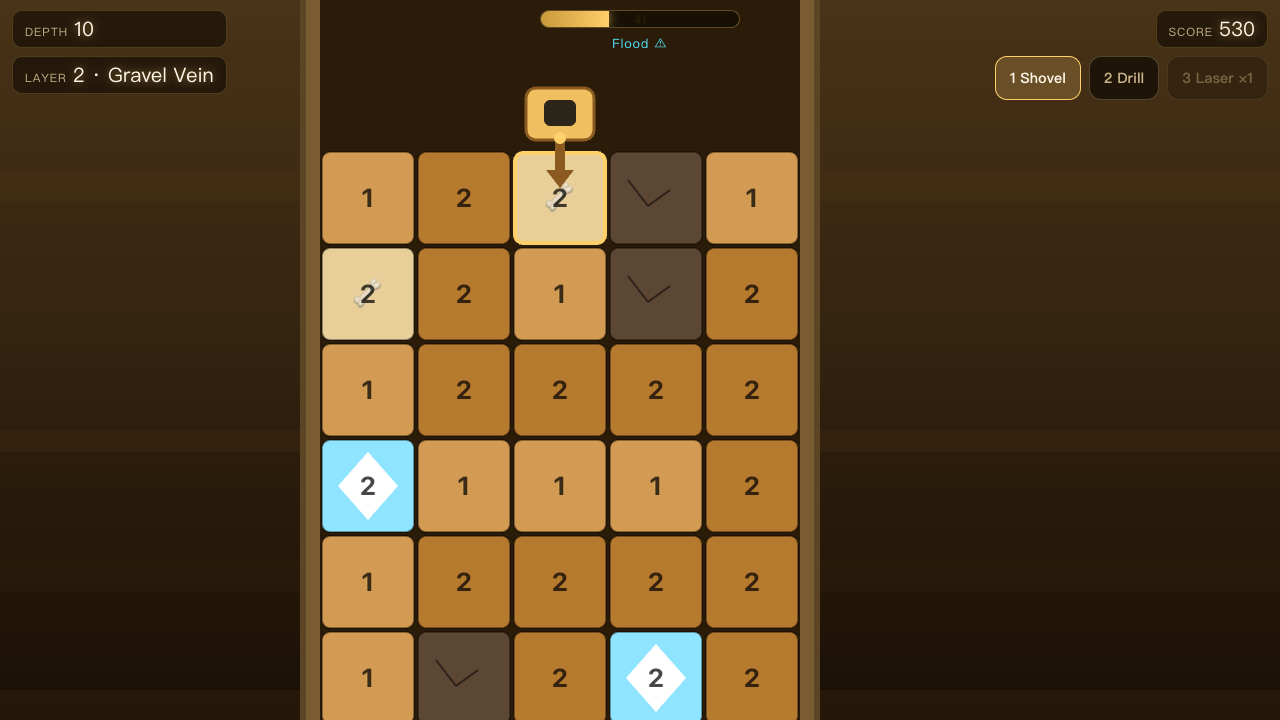 DEPTH 10
LAYER 2 · Gravel Vein
41
Flood ⚠
SCORE 530
1 Shovel
2 Drill
3 Laser ×1
1 2 2 1
2 2 1 2
1 2 2 2 2
2 1 1 1 2
1 2 2 2 2
1 2 2 2